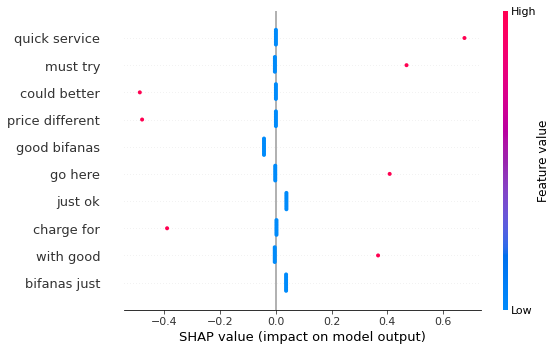 High
quick service
must try
could better
price different
good bifanas
go here
just ok
charge for
with good
bifanas just
Feature value
Low
−0.4 −0.2 0.0 0.2 0.4 0.6
SHAP value (impact on model output)